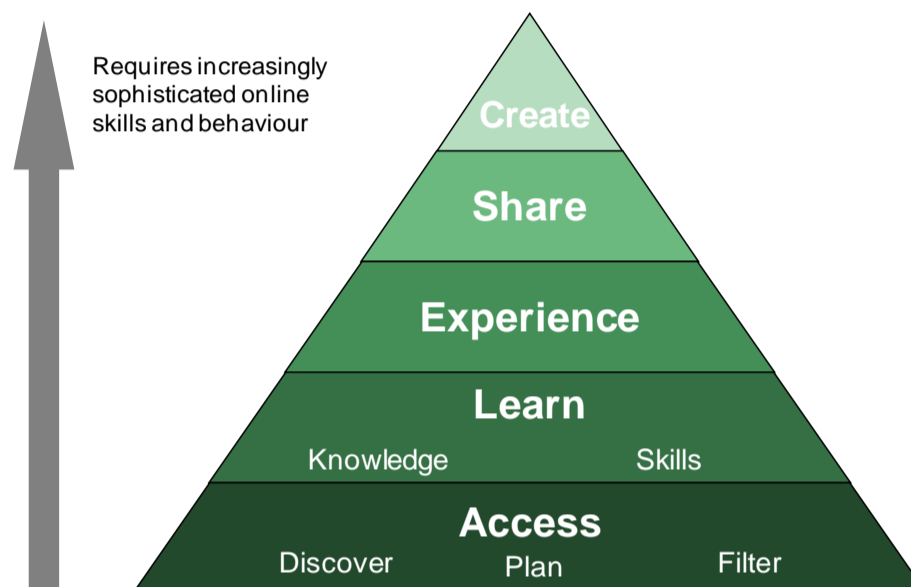 Requires increasingly
sophisticated online
skills and behaviour
Create
Share
Experience
Learn
Knowledge Skills
Access
Discover Plan Filter